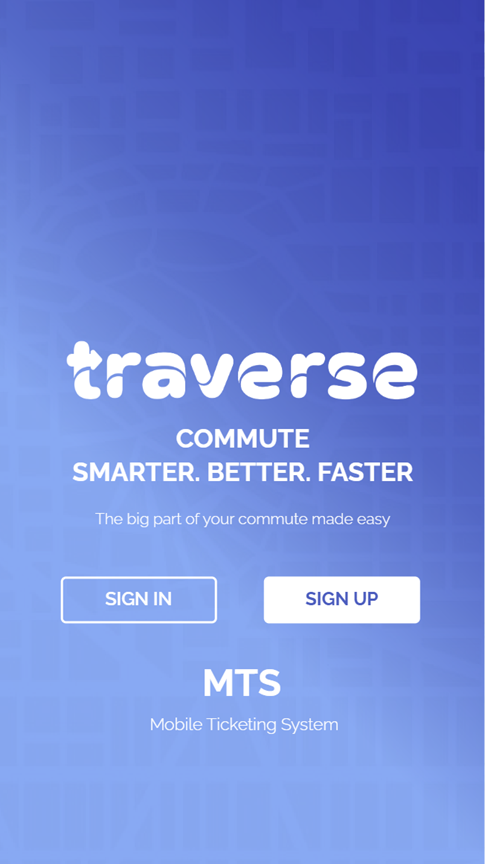 traverse
COMMUTE
SMARTER. BETTER. FASTER
The big part of your commute made easy
SIGN IN
SIGN UP
MTS
Mobile Ticketing System